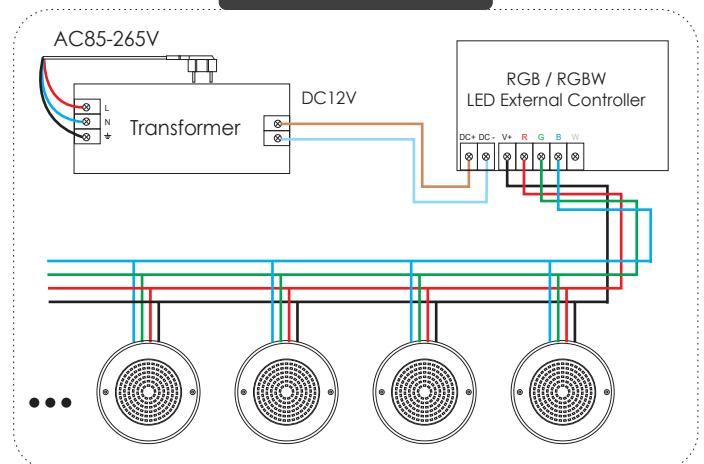 AC85-265V
L
N
Transformer
DC12V
RGB / RGBW
LED External Controller
DC+ DC - V+ R G B W